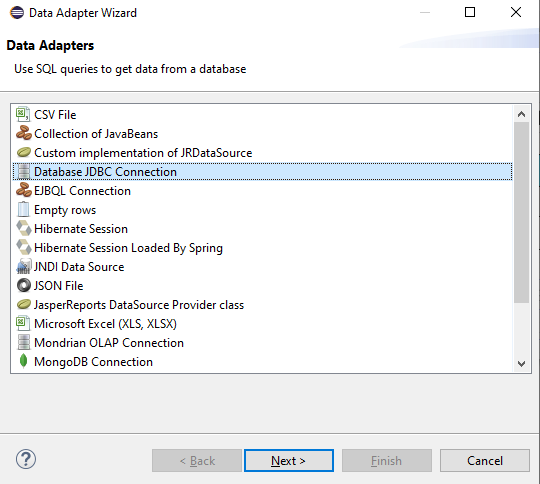 Data Adapter Wizard
Data Adapters
Use SQL queries to get data from a database
CSV File
Collection of JavaBeans
Custom implementation of JRDataSource
Database JDBC Connection
EJBQL Connection
Empty rows
Hibernate Session
Hibernate Session Loaded By Spring
JNDI Data Source
JSON File
JasperReports DataSource Provider class
Microsoft Excel (XLS, XLSX)
Mondrian OLAP Connection
MongoDB Connection
? < Back Next > Finish Cancel